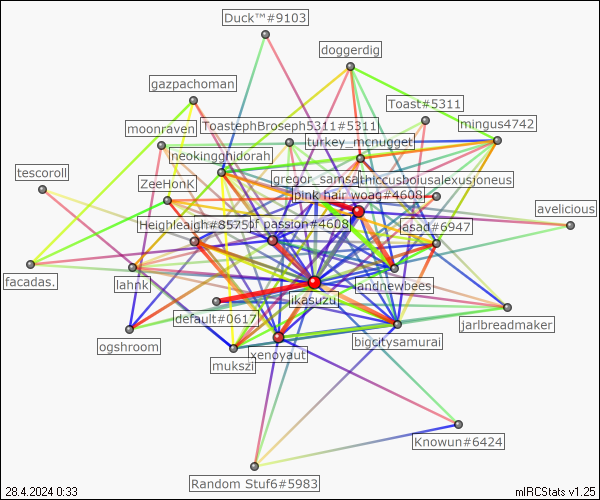 Duck™#9103
doggerdig
gazpachoman
Toast#5311
moonraven
ToastephBroseph5311#5311
mingus4742
turkey_mcnugget
neokingghidorah
tescoroll
ZeeHonK
gregor_samsa
thiccusbolusalexusjoneus
pink hair woag#4608
avelicious
Heighleaigh#8575
of passion#4608
asad#6947
facadas.
lahnk
landnewbees
ikasuzu
default#0617
jarlbreadmaker
ogshroom
bigcitysamurai
xenoyaut
mukszi
Knowun#6424
Random Stuf6#5983
28.4.2024 0:33
mIRCStats v1.25